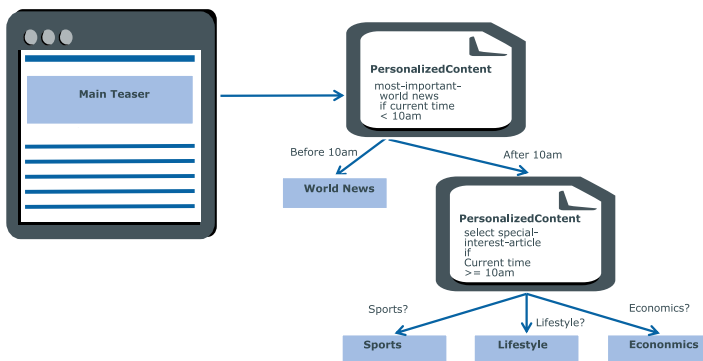 Main Teaser
PersonalizedContent
most-important-
world news
if current time
< 10am
Before 10am
After 10am
World News
PersonalizedContent
select special-
interest-article
if
Current time
>= 10am
Sports?
Lifestyle?
Economics?
Sports
Lifestyle
Econonmics